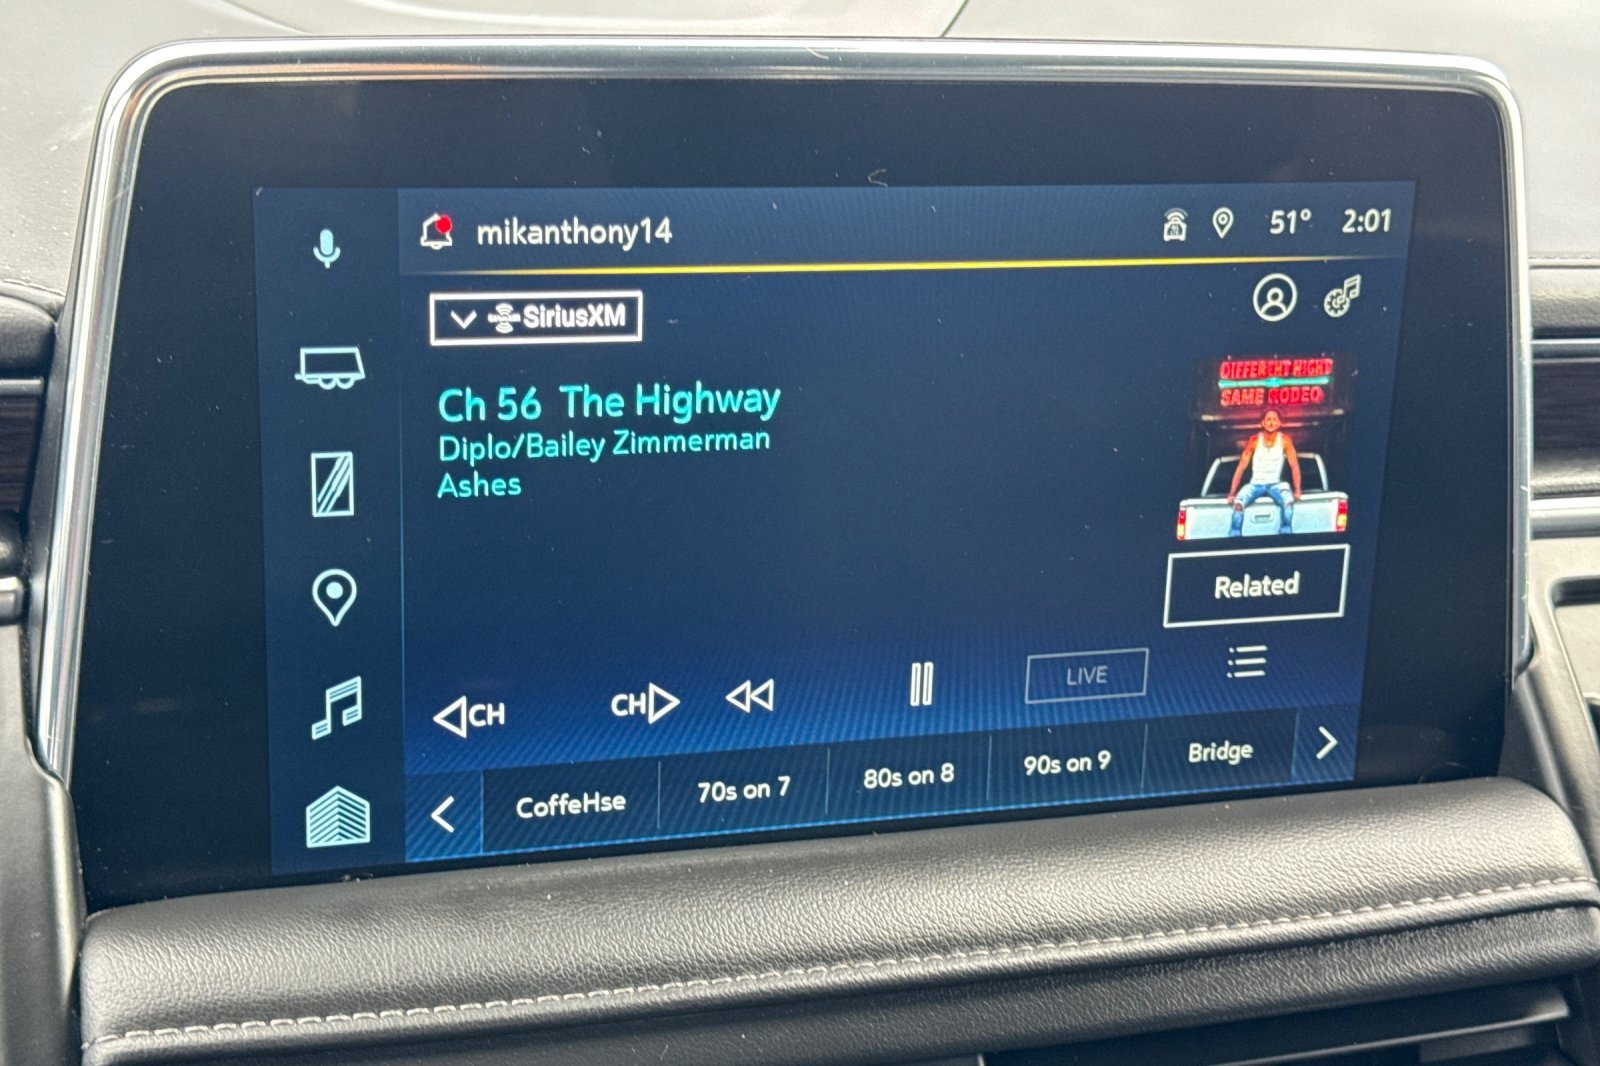 mikanthony14
51° 2:01
SiriusXM
Ch 56 The Highway
Diplo/Bailey Zimmerman
Ashes
DIFFERENT NIGHT
SAME RODEO
Related
CH
CH
LIVE
CoffeHse 70s on 7 80s on 8 90s on 9 Bridge